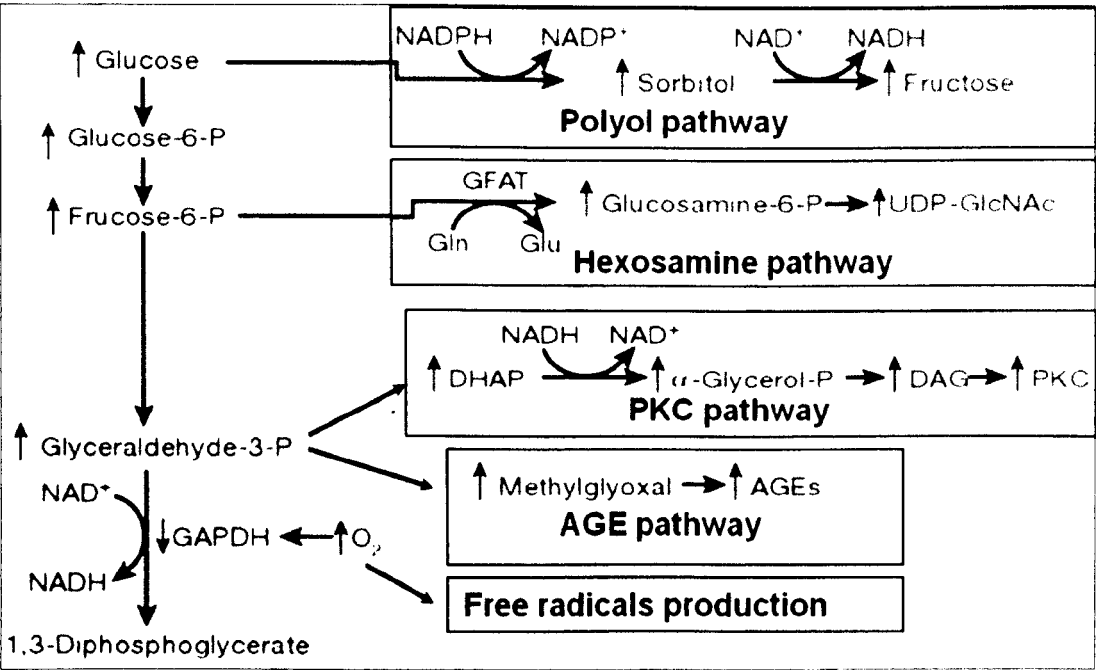 ↑ Glucose
↑ Glucose-6-P
↑ Frucose-6-P
↑ Glyceraldehyde-3-P
NAD⁺
NADH
↓GAPDH
↑O₂
1,3-Diphosphoglycerate
NADPH NADP⁺ NAD⁺ NADH
↑ Sorbitol ↑ Fructose
Polyol pathway
GFAT
↑ Glucosamine-6-P ↑UDP-GlcNAc
Gln Glu
Hexosamine pathway
NADH NAD⁺
↑ DHAP ↑ α-Glycerol-P ↑ DAG ↑ PKC
PKC pathway
↑ Methylglyoxal ↑ AGEs
AGE pathway
Free radicals production